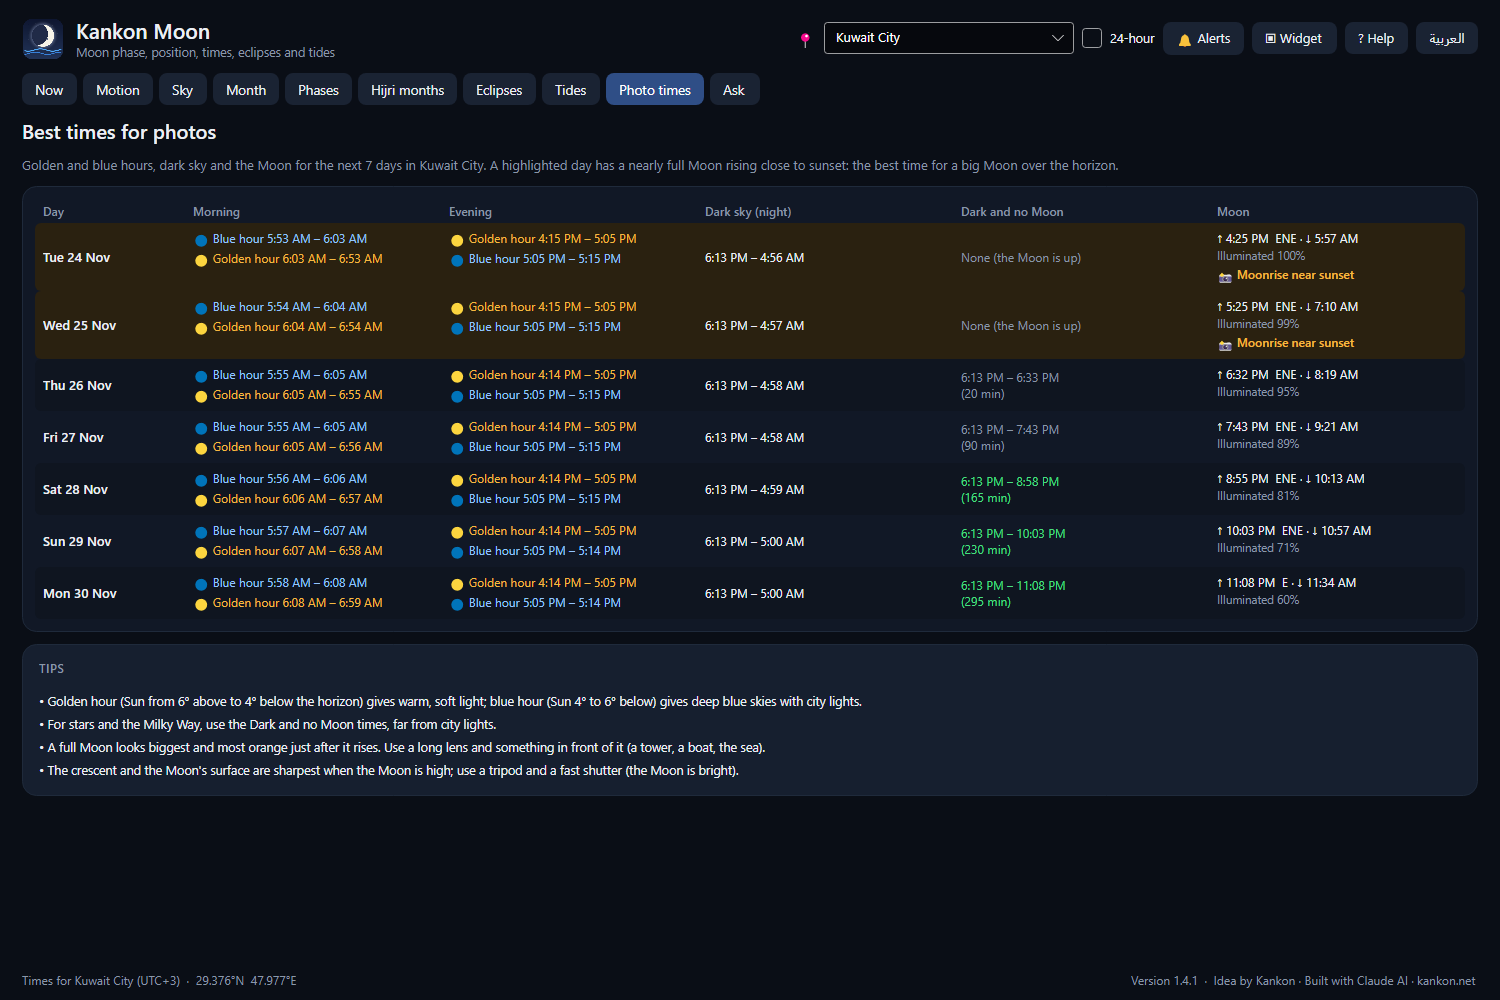 Kankon Moon
Moon phase, position, times, eclipses and tides
Kuwait City
24-hour
Alerts
Widget
? Help
العربية
Now
Motion
Sky
Month
Phases
Hijri months
Eclipses
Tides
Photo times
Ask
Best times for photos
Golden and blue hours, dark sky and the Moon for the next 7 days in Kuwait City. A highlighted day has a nearly full Moon rising close to sunset: the best time for a big Moon over the horizon.
Day Morning Evening Dark sky (night) Dark and no Moon Moon
Tue 24 Nov
Blue hour 5:53 AM – 6:03 AM
Golden hour 6:03 AM – 6:53 AM
Golden hour 4:15 PM – 5:05 PM
Blue hour 5:05 PM – 5:15 PM
6:13 PM – 4:56 AM
None (the Moon is up)
↑ 4:25 PM ENE · ↓ 5:57 AM
Illuminated 100%
Moonrise near sunset
Wed 25 Nov
Blue hour 5:54 AM – 6:04 AM
Golden hour 6:04 AM – 6:54 AM
Golden hour 4:15 PM – 5:05 PM
Blue hour 5:05 PM – 5:15 PM
6:13 PM – 4:57 AM
None (the Moon is up)
↑ 5:25 PM ENE · ↓ 7:10 AM
Illuminated 99%
Moonrise near sunset
Thu 26 Nov
Blue hour 5:55 AM – 6:05 AM
Golden hour 6:05 AM – 6:55 AM
Golden hour 4:14 PM – 5:05 PM
Blue hour 5:05 PM – 5:15 PM
6:13 PM – 4:58 AM
6:13 PM – 6:33 PM
(20 min)
↑ 6:32 PM ENE · ↓ 8:19 AM
Illuminated 95%
Fri 27 Nov
Blue hour 5:55 AM – 6:05 AM
Golden hour 6:05 AM – 6:56 AM
Golden hour 4:14 PM – 5:05 PM
Blue hour 5:05 PM – 5:15 PM
6:13 PM – 4:58 AM
6:13 PM – 7:43 PM
(90 min)
↑ 7:43 PM ENE · ↓ 9:21 AM
Illuminated 89%
Sat 28 Nov
Blue hour 5:56 AM – 6:06 AM
Golden hour 6:06 AM – 6:57 AM
Golden hour 4:14 PM – 5:05 PM
Blue hour 5:05 PM – 5:15 PM
6:13 PM – 4:59 AM
6:13 PM – 8:58 PM
(165 min)
↑ 8:55 PM ENE · ↓ 10:13 AM
Illuminated 81%
Sun 29 Nov
Blue hour 5:57 AM – 6:07 AM
Golden hour 6:07 AM – 6:58 AM
Golden hour 4:14 PM – 5:05 PM
Blue hour 5:05 PM – 5:14 PM
6:13 PM – 5:00 AM
6:13 PM – 10:03 PM
(230 min)
↑ 10:03 PM ENE · ↓ 10:57 AM
Illuminated 71%
Mon 30 Nov
Blue hour 5:58 AM – 6:08 AM
Golden hour 6:08 AM – 6:59 AM
Golden hour 4:14 PM – 5:05 PM
Blue hour 5:05 PM – 5:14 PM
6:13 PM – 5:00 AM
6:13 PM – 11:08 PM
(295 min)
↑ 11:08 PM E · ↓ 11:34 AM
Illuminated 60%
TIPS
• Golden hour (Sun from 6° above to 4° below the horizon) gives warm, soft light; blue hour (Sun 4° to 6° below) gives deep blue skies with city lights.
• For stars and the Milky Way, use the Dark and no Moon times, far from city lights.
• A full Moon looks biggest and most orange just after it rises. Use a long lens and something in front of it (a tower, a boat, the sea).
• The crescent and the Moon's surface are sharpest when the Moon is high; use a tripod and a fast shutter (the Moon is bright).
Times for Kuwait City (UTC+3) · 29.376°N 47.977°E
Version 1.4.1 · Idea by Kankon · Built with Claude AI · kankon.net